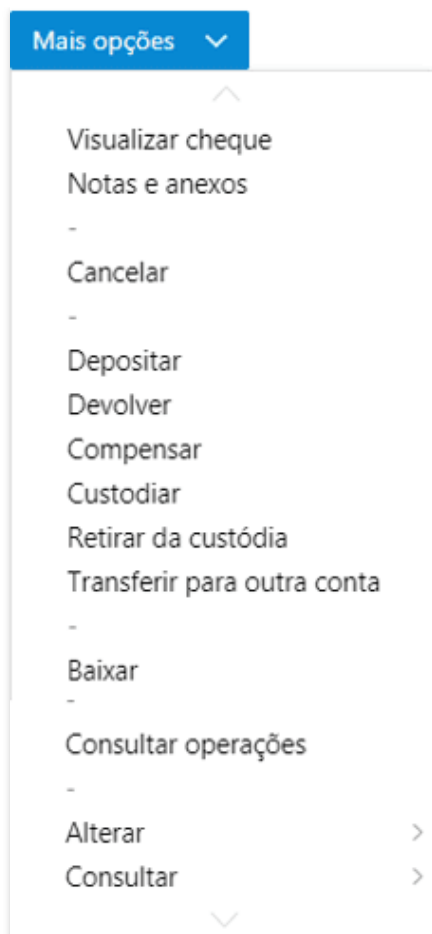 Mais opções
Visualizar cheque
Notas e anexos
-
Cancelar
-
Depositar
Devolver
Compensar
Custodiar
Retirar da custódia
Transferir para outra conta
-
Baixar
-
Consultar operações
-
Alterar
Consultar